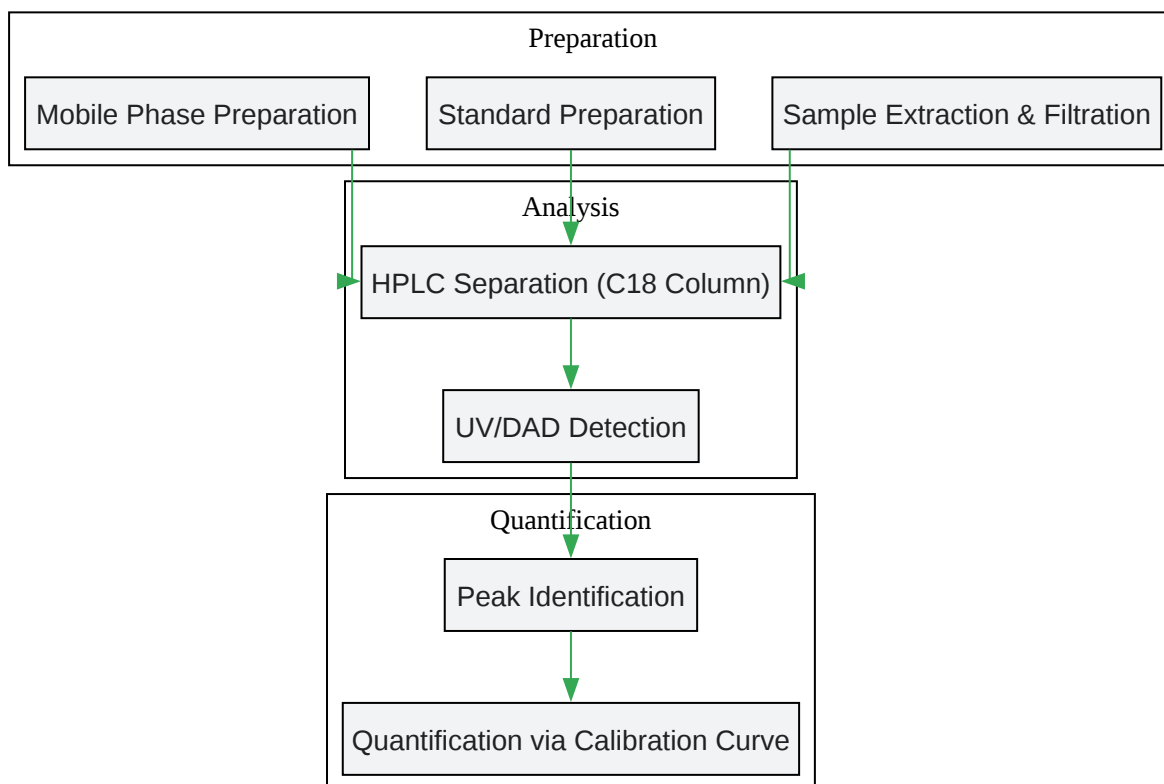 Preparation
Mobile Phase Preparation
Standard Preparation
Sample Extraction & Filtration
Analysis
HPLC Separation (C18 Column)
UV/DAD Detection
Quantification
Peak Identification
Quantification via Calibration Curve